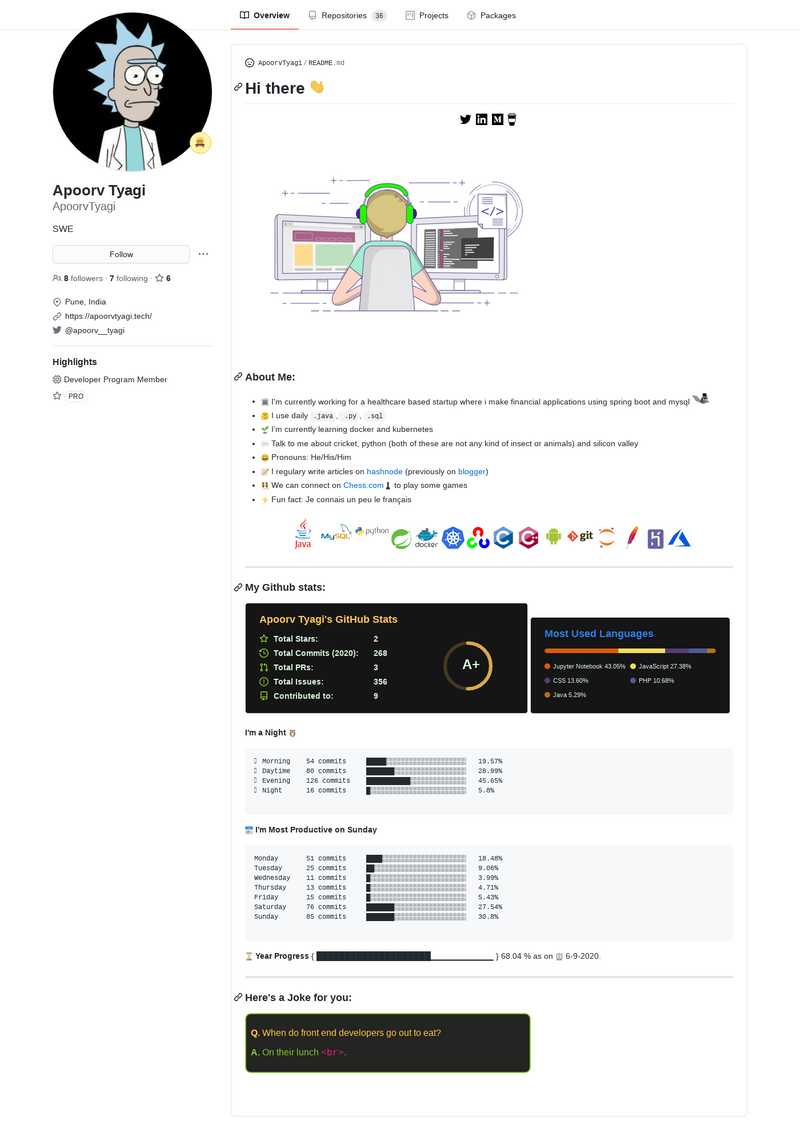 Overview
Repositories 36
Projects
Packages
Apoorv Tyagi
ApoorvTyagi
SWE
Follow
8 followers · 7 following · 6
Pune, India
https://apoorvtyagi.tech/
@apoorv__tyagi
Highlights
Developer Program Member
PRO
ApoorvTyagi / README.md
Hi there
</>
About Me:
I'm currently working for a healthcare based startup where i make financial applications using spring boot and mysql
I use daily .java , .py , .sql
I'm currently learning docker and kubernetes
Talk to me about cricket, python (both of these are not any kind of insect or animals) and silicon valley
Pronouns: He/His/Him
I regulary write articles on hashnode (previously on blogger)
We can connect on Chess.com to play some games
Fun fact: Je connais un peu le français
Java MySQL python docker C C++ git
My Github stats:
Apoorv Tyagi's GitHub Stats
Total Stars: 2
Total Commits (2020): 268
Total PRs: 3
Total Issues: 356
Contributed to: 9
A+
Most Used Languages
Jupyter Notebook 43.05% JavaScript 27.38%
CSS 13.60% PHP 10.68%
Java 5.29%
I'm a Night
Morning 54 commits 19.57%
Daytime 80 commits 28.99%
Evening 126 commits 45.65%
Night 16 commits 5.8%
I'm Most Productive on Sunday
Monday 51 commits 18.48%
Tuesday 25 commits 9.06%
Wednesday 11 commits 3.99%
Thursday 13 commits 4.71%
Friday 15 commits 5.43%
Saturday 76 commits 27.54%
Sunday 85 commits 30.8%
Year Progress { } 68.04 % as on 6-9-2020.
Here's a Joke for you:
Q. When do front end developers go out to eat?
A. On their lunch <br>.